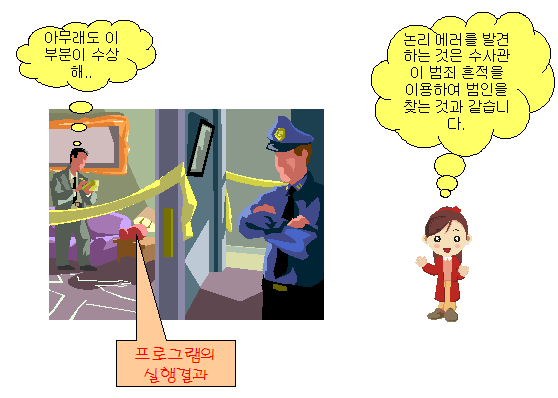 아무래도 이
부분이 수상
해..
논리 에러를 발견
하는 것은 수사관
이 범죄 흔적을
이용하여 범인을
찾는 것과 같습니
다.
프로그램의
실행결과